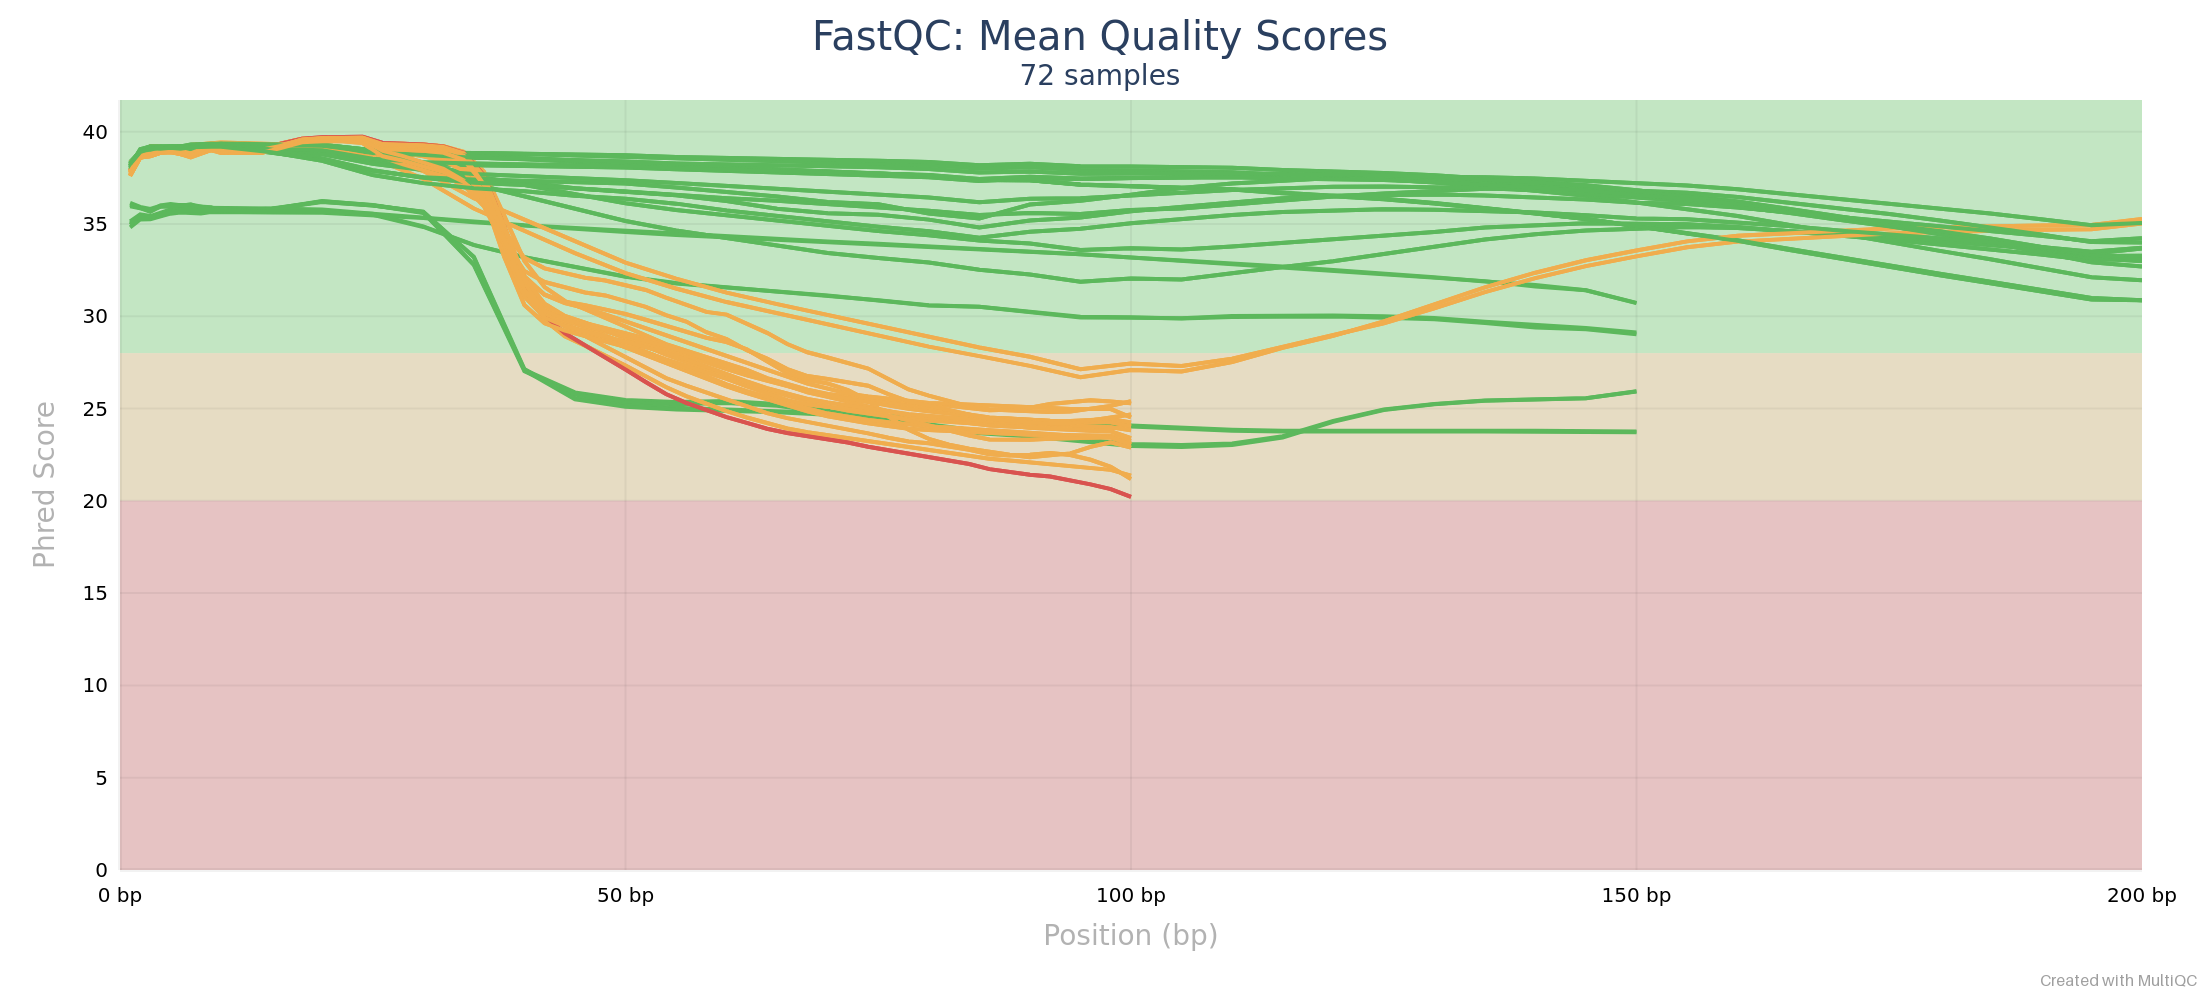 FastQC: Mean Quality Scores
72 samples
Phred Score
40
35
30
25
20
15
10
5
0
0 bp
50 bp
100 bp
150 bp
200 bp
Position (bp)
Created with MultiQC